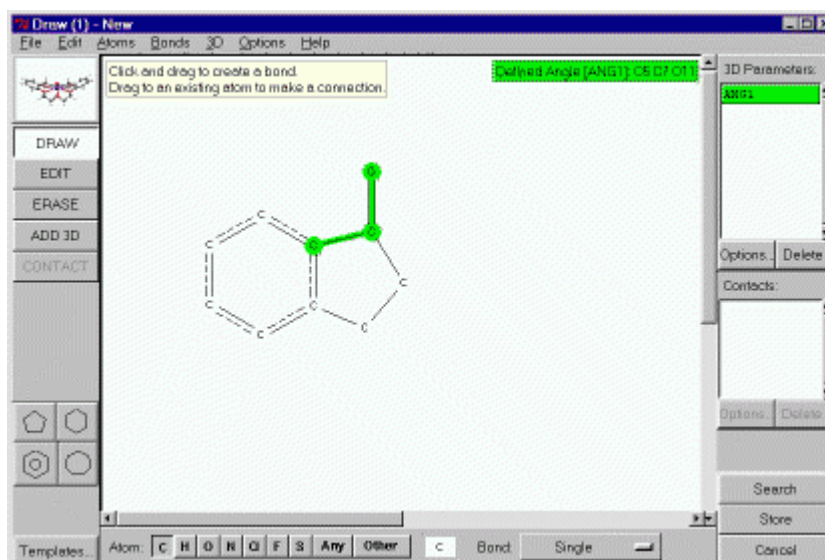 Draw (1) - New
File Edit Atoms Bonds 3D Options Help
Click and drag to create a bond.
Drag to an existing atom to make a connection.
Defined Angle [ANG1]: C5 C7 O11
3D Parameters:
ANG1
DRAW
EDIT
ERASE
ADD 3D
CONTACT
O
C
C C
C
C
C
C
C
C
Options... Delete
Contacts:
Options... Delete
Search
Store
Cancel
Templates...
Atom: C H O N Cl F S Any Other C Bond: Single